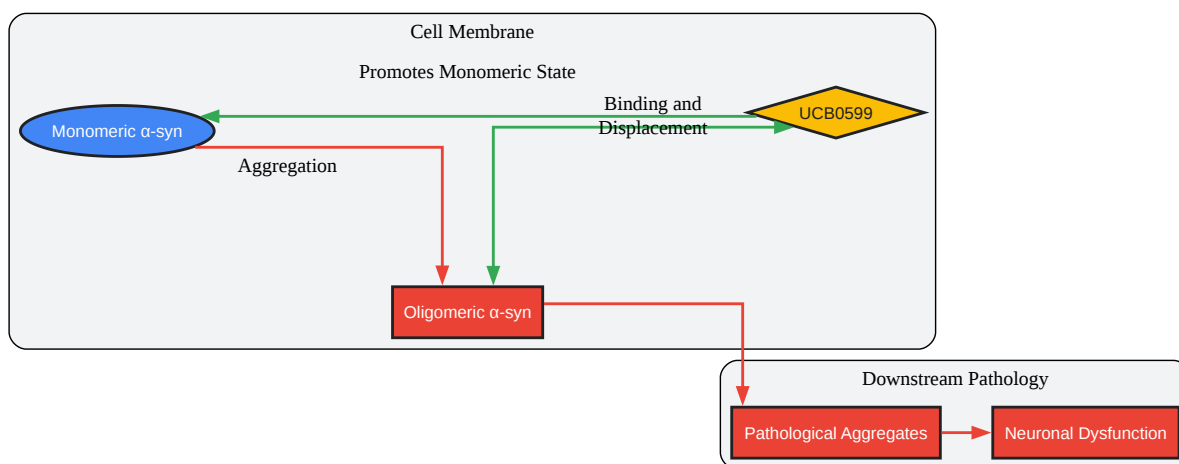 Cell Membrane
Promotes Monomeric State
Binding and
Displacement
UCB0599
Monomeric α-syn
Aggregation
Oligomeric α-syn
Downstream Pathology
Pathological Aggregates
Neuronal Dysfunction